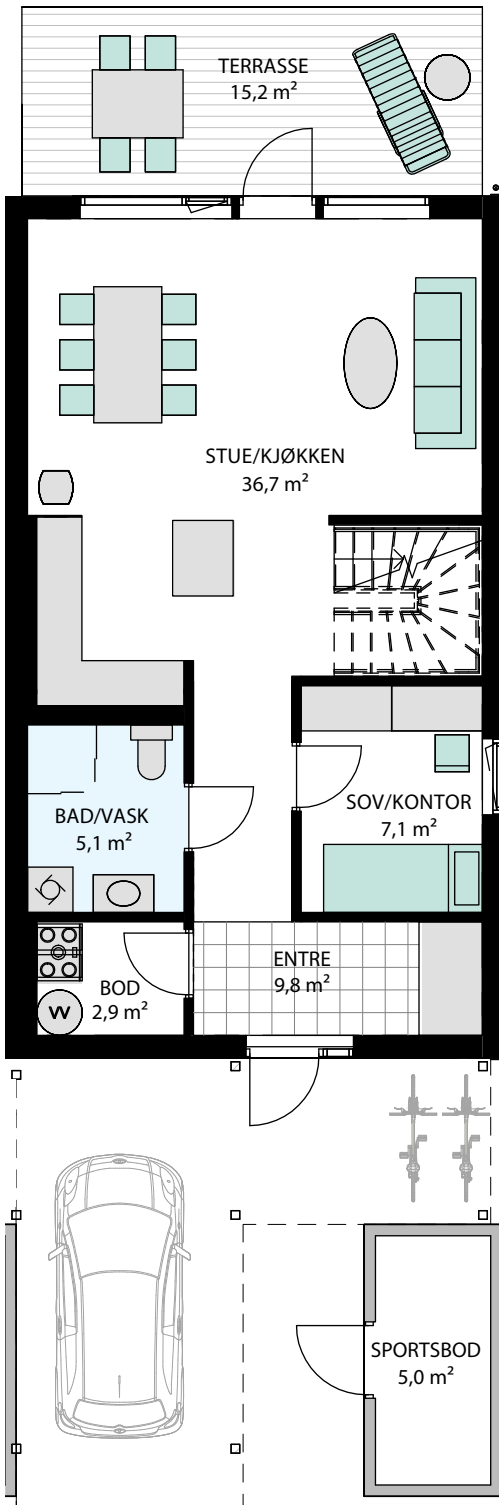 TERRASSE
15,2 m²
STUE/KJØKKEN
36,7 m²
BAD/VASK
5,1 m²
SOV/KONTOR
7,1 m²
BOD
2,9 m²
VV
ENTRE
9,8 m²
SPORTSBOD
5,0 m²